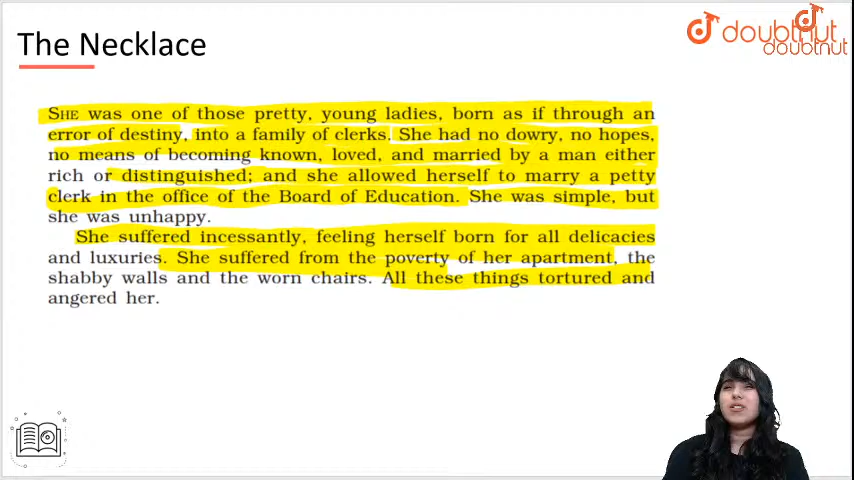 The Necklace
doubtnut
doubtnut
SHE was one of those pretty, young ladies, born as if through an
error of destiny, into a family of clerks. She had no dowry, no hopes,
no means of becoming known, loved, and married by a man either
rich or distinguished; and she allowed herself to marry a petty
clerk in the office of the Board of Education. She was simple, but
she was unhappy.
She suffered incessantly, feeling herself born for all delicacies
and luxuries. She suffered from the poverty of her apartment, the
shabby walls and the worn chairs. All these things tortured and
angered her.